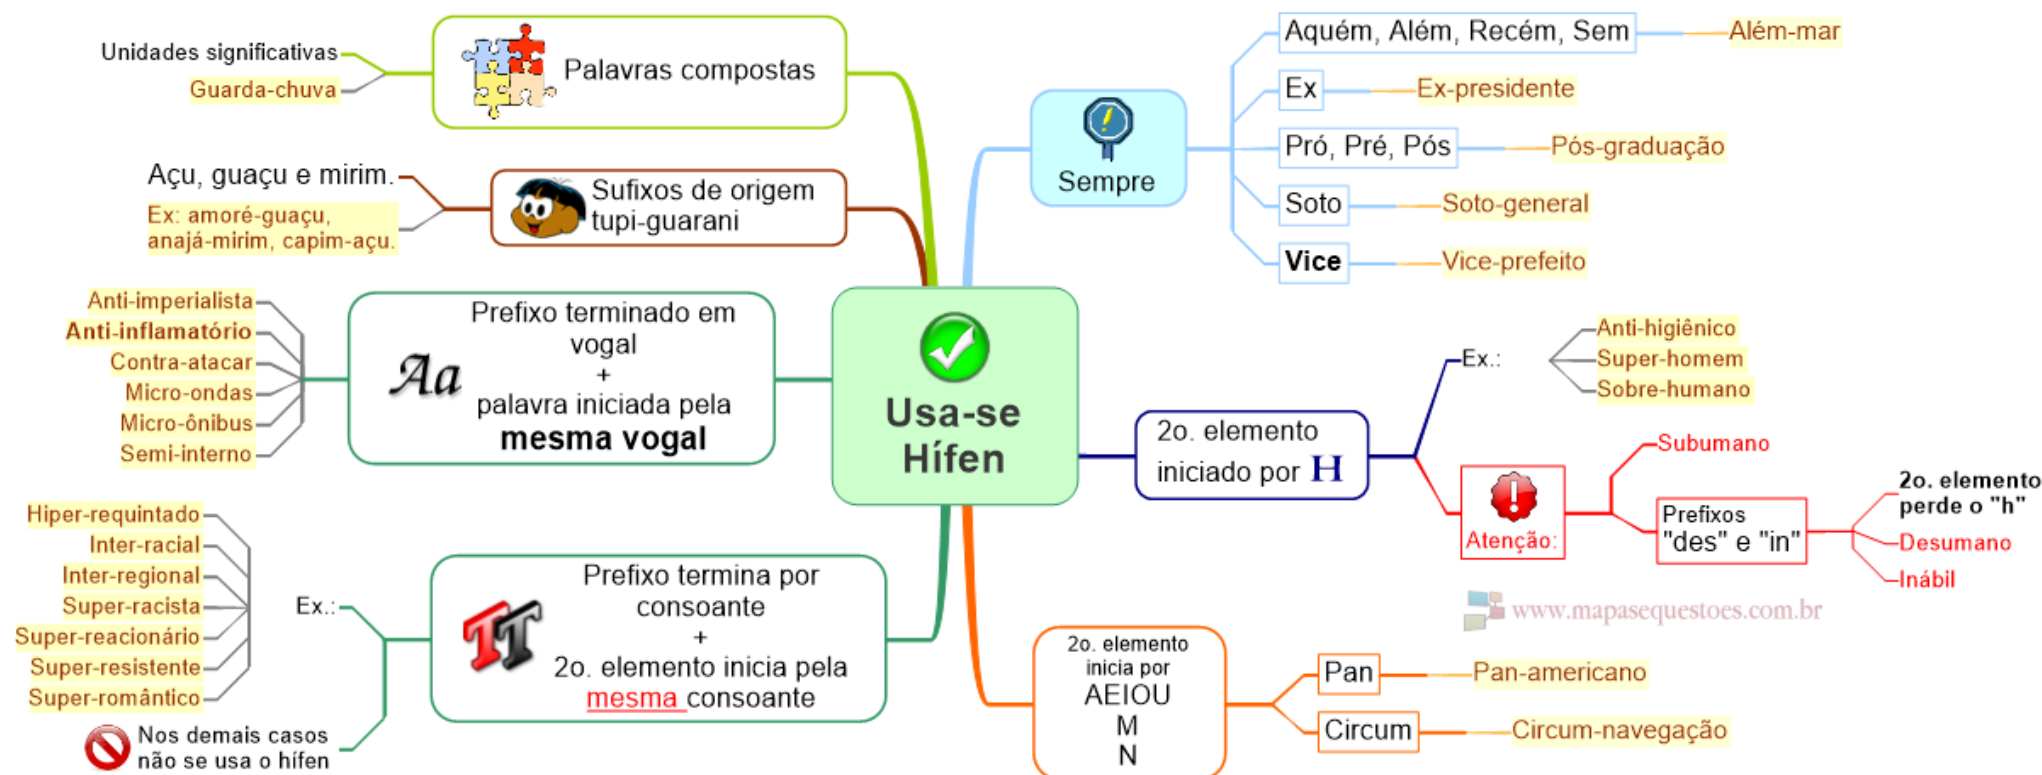 Usa-se
Hífen
Palavras compostas
Unidades significativas
Guarda-chuva
Sufixos de origem
tupi-guarani
Açu, guaçu e mirim.
Ex: amoré-guaçu,
anajá-mirim, capim-açu.
Aa
Prefixo terminado em
vogal
+
palavra iniciada pela
mesma vogal
Anti-imperialista
Anti-inflamatório
Contra-atacar
Micro-ondas
Micro-ônibus
Semi-interno
TT
Prefixo termina por
consoante
+
2o. elemento inicia pela
mesma consoante
Ex.:
Hiper-requintado
Inter-racial
Inter-regional
Super-racista
Super-reacionário
Super-resistente
Super-romântico
Nos demais casos
não se usa o hífen
Sempre
Aquém, Além, Recém, Sem
Além-mar
Ex
Ex-presidente
Pró, Pré, Pós
Pós-graduação
Soto
Soto-general
Vice
Vice-prefeito
2o. elemento
iniciado por H
Ex.:
Anti-higiênico
Super-homem
Sobre-humano
Atenção:
Subumano
Prefixos
"des" e "in"
2o. elemento
perde o "h"
Desumano
Inábil
www.mapasequestoes.com.br
2o. elemento
inicia por
AEIOU
M
N
Pan
Pan-americano
Circum
Circum-navegação